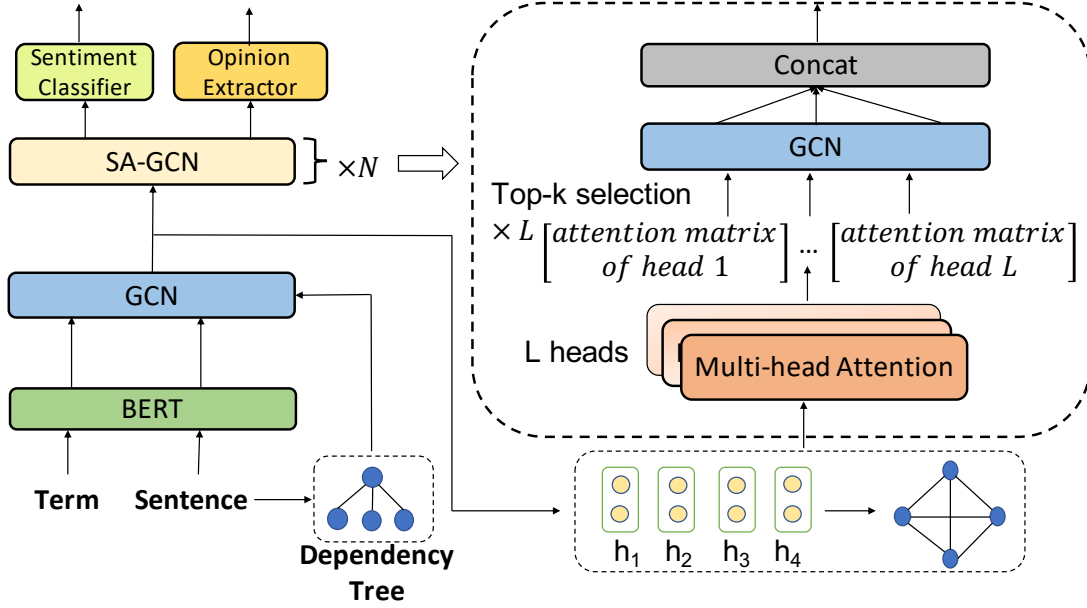 Sentiment
Classifier
Opinion
Extractor
SA-GCN
×N
GCN
BERT
Term
Sentence
Dependency
Tree
Concat
GCN
Top-k selection
× L
[attention matrix
of head 1]
...
[attention matrix
of head L]
L heads
Multi-head Attention
h₁
h₂
h₃
h₄